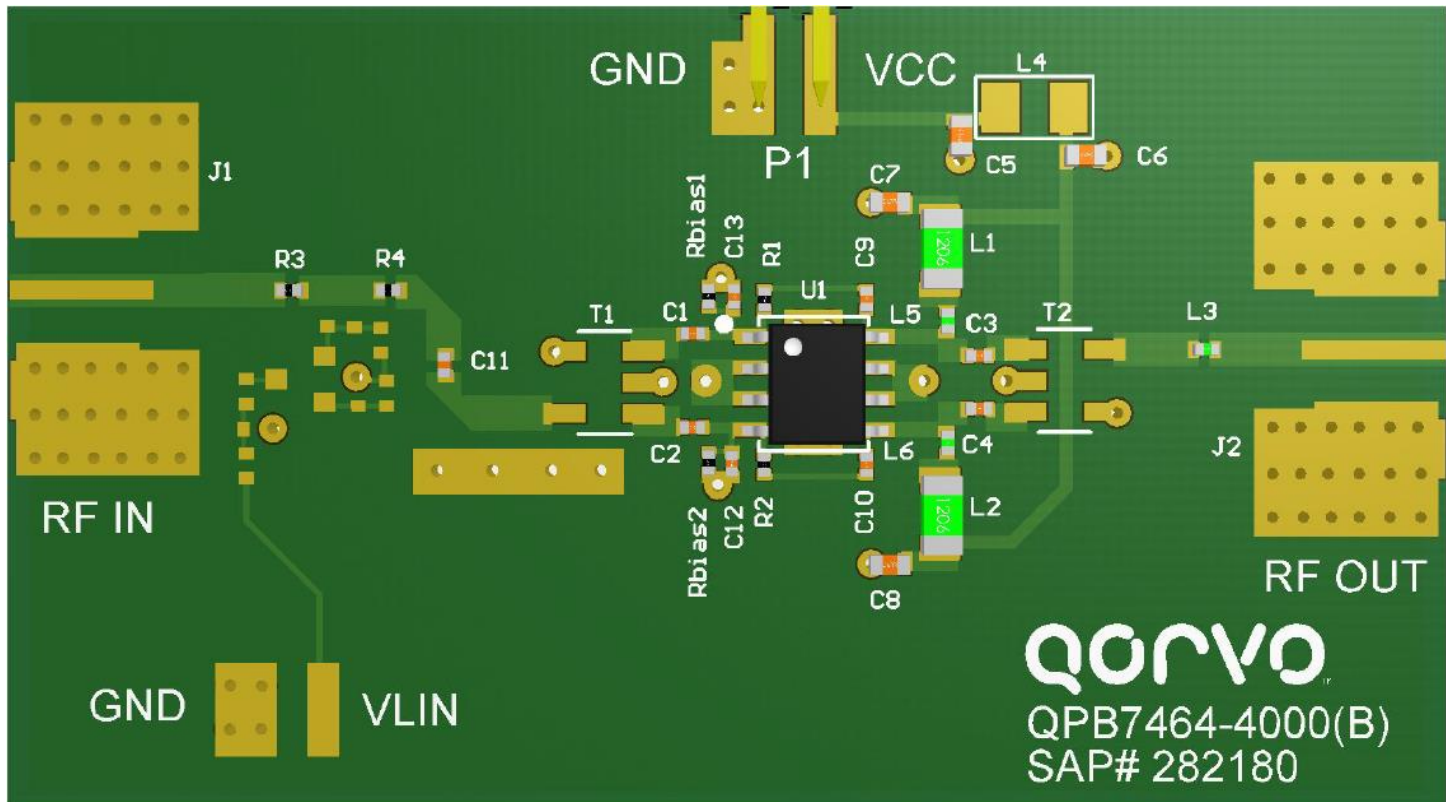 GND
VCC
L4
J1
P1
C5
C6
C7
Rbias1
C13
R1
C9
L1
R3
R4
U1
T1
C1
L5
C3
T2
L3
C11
C2
L6
C4
J2
RF IN
Rbias2
C12
R2
C10
L2
1206
1206
RF OUT
C8
QORVO
GND
VLIN
QPB7464-4000(B)
SAP# 282180